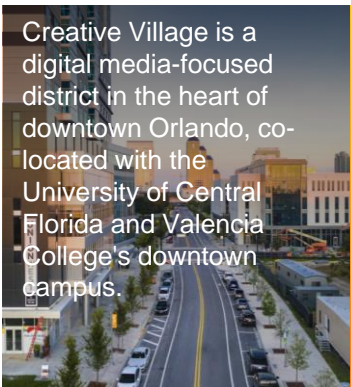 Creative Village is a
digital media-focused
district in the heart of
downtown Orlando, co-
located with the
University of Central
Florida and Valencia
College's downtown
campus.